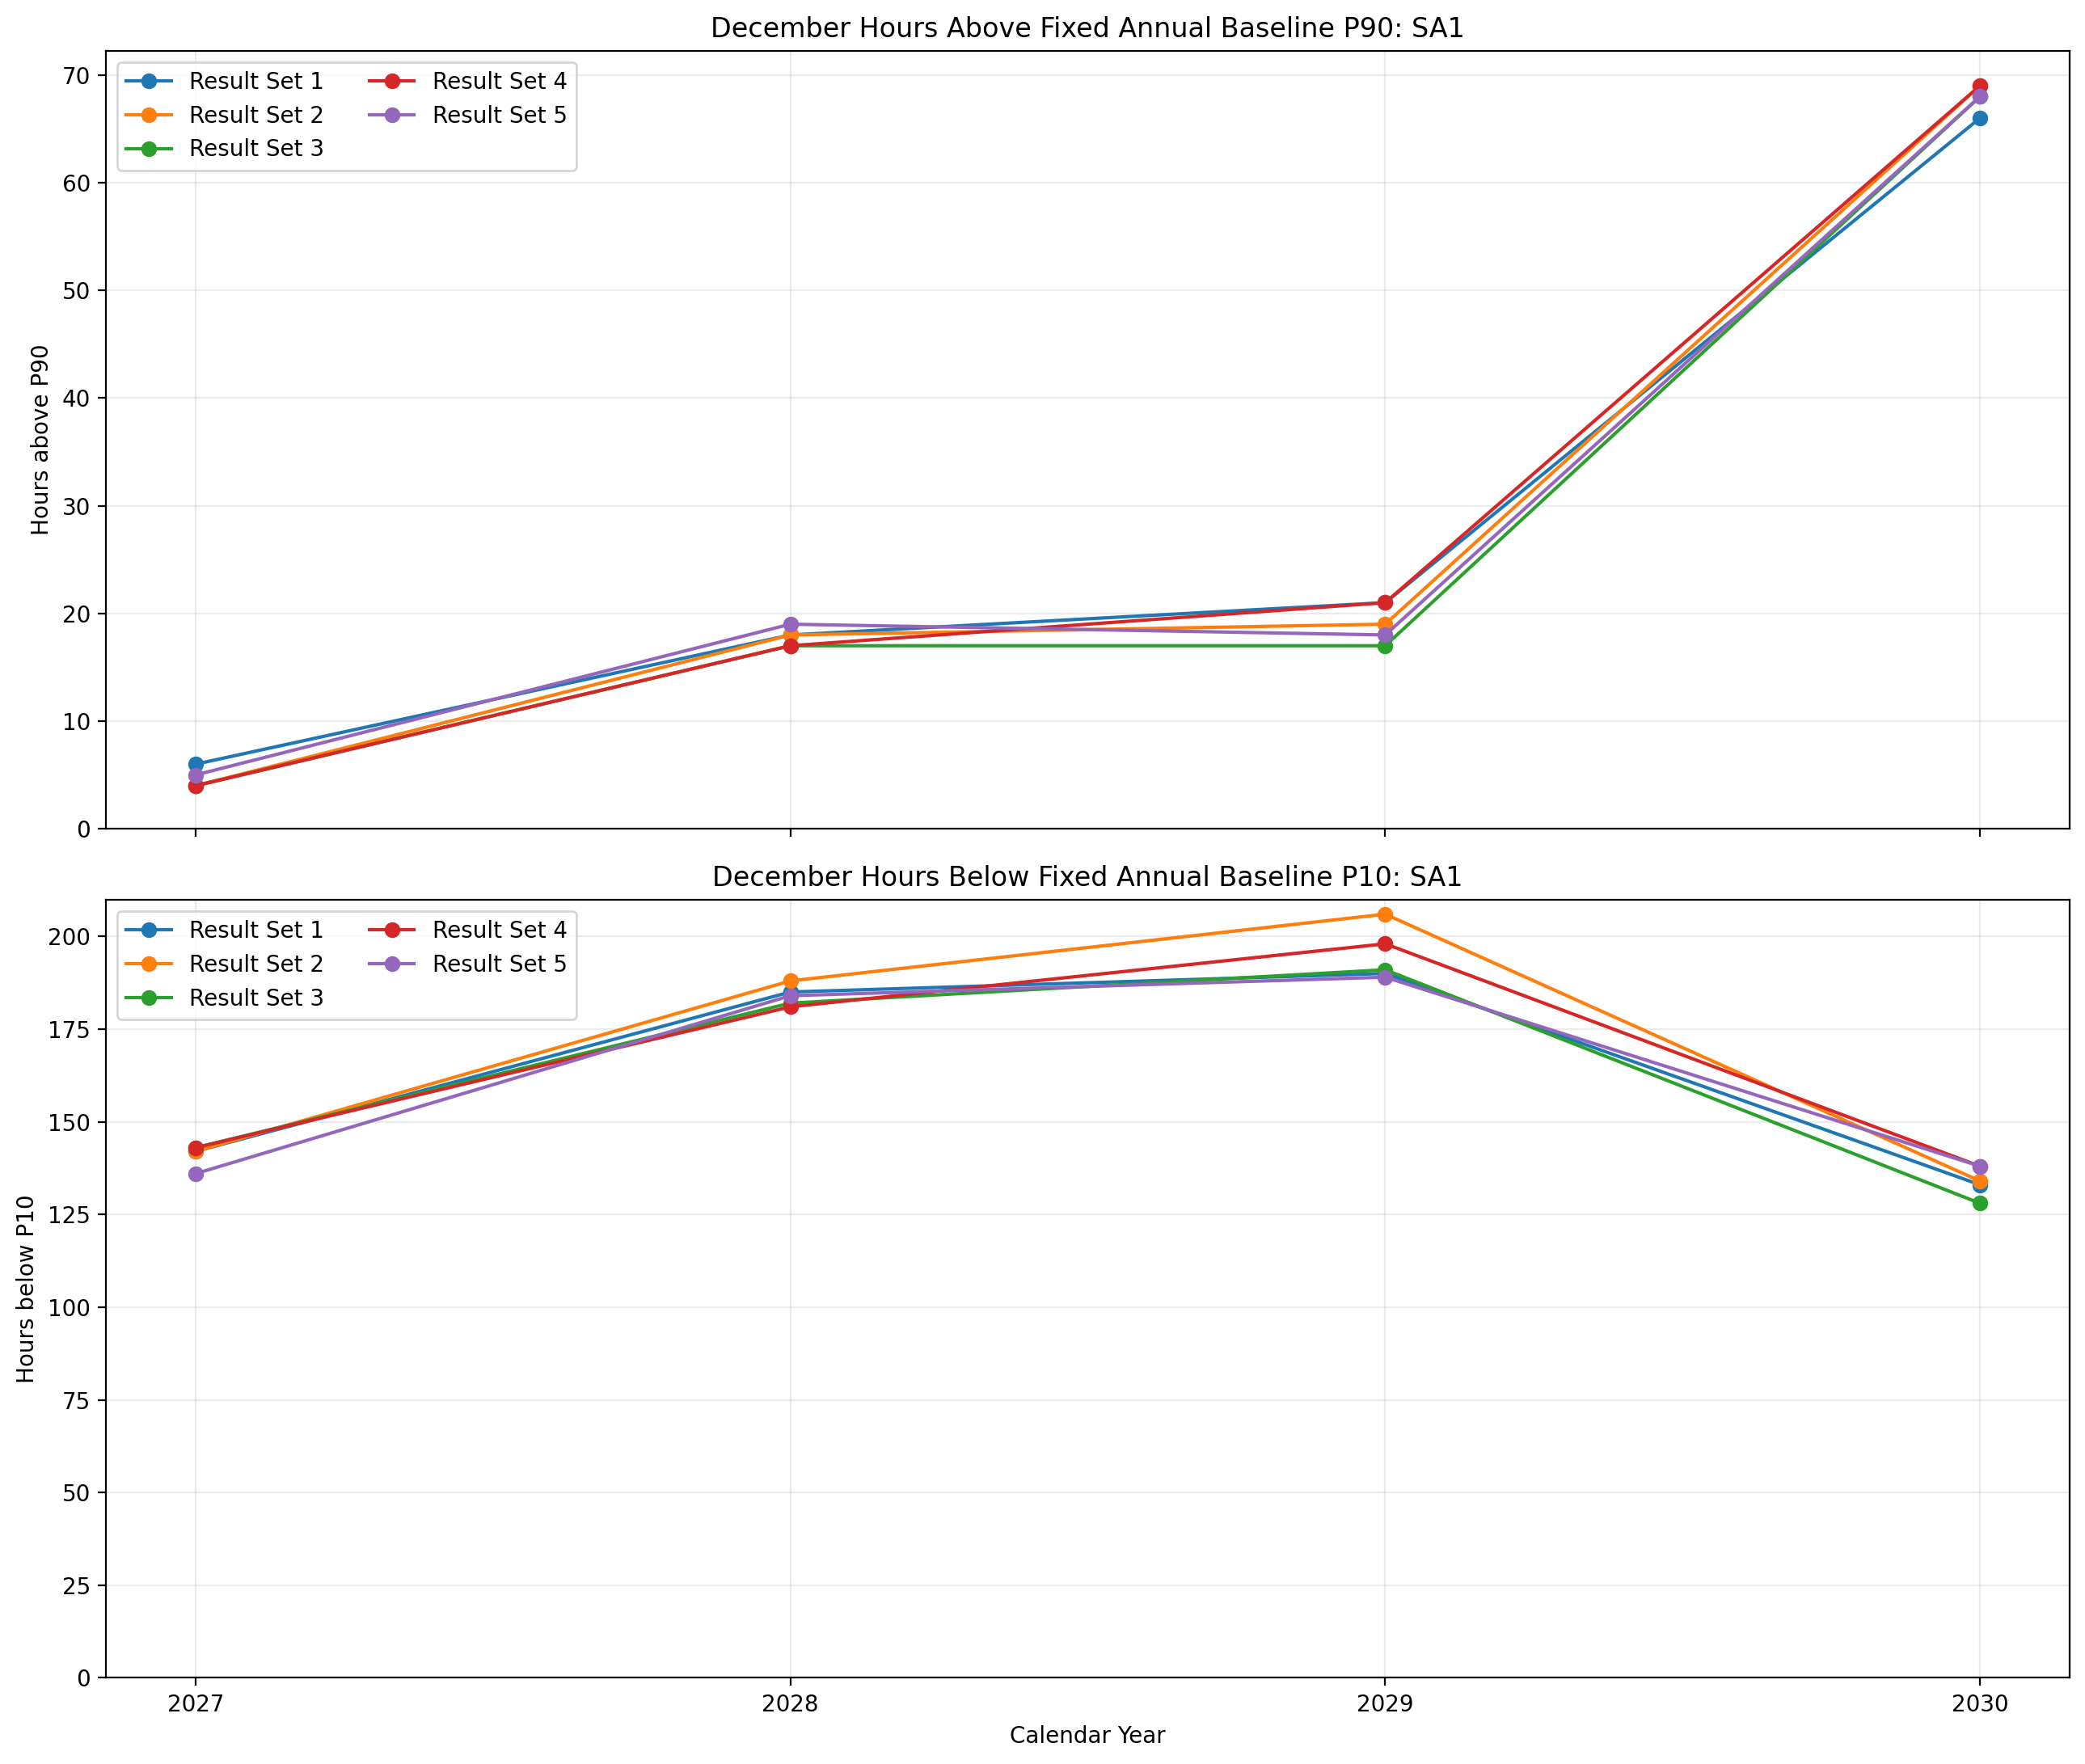 December Hours Above Fixed Annual Baseline P90: SA1
Result Set 1
Result Set 2
Result Set 3
Result Set 4
Result Set 5
Hours above P90
70
60
50
40
30
20
10
0
December Hours Below Fixed Annual Baseline P10: SA1
Result Set 1
Result Set 2
Result Set 3
Result Set 4
Result Set 5
Hours below P10
200
175
150
125
100
75
50
25
0
2027 2028 2029 2030
Calendar Year